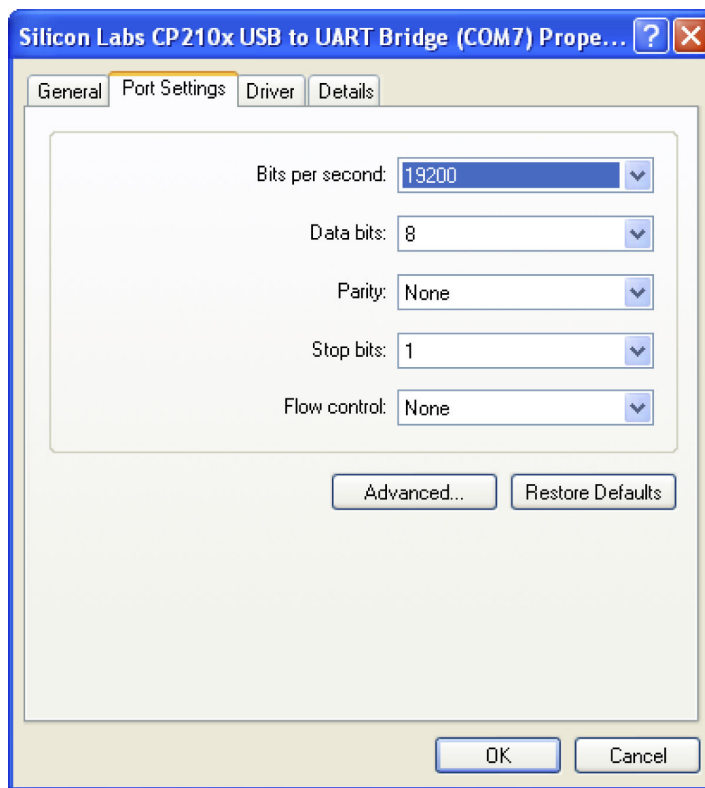 Silicon Labs CP210x USB to UART Bridge (COM7) Prope... ?
General Port Settings Driver Details
Bits per second: 19200
Data bits: 8
Parity: None
Stop bits: 1
Flow control: None
Advanced... Restore Defaults
OK Cancel